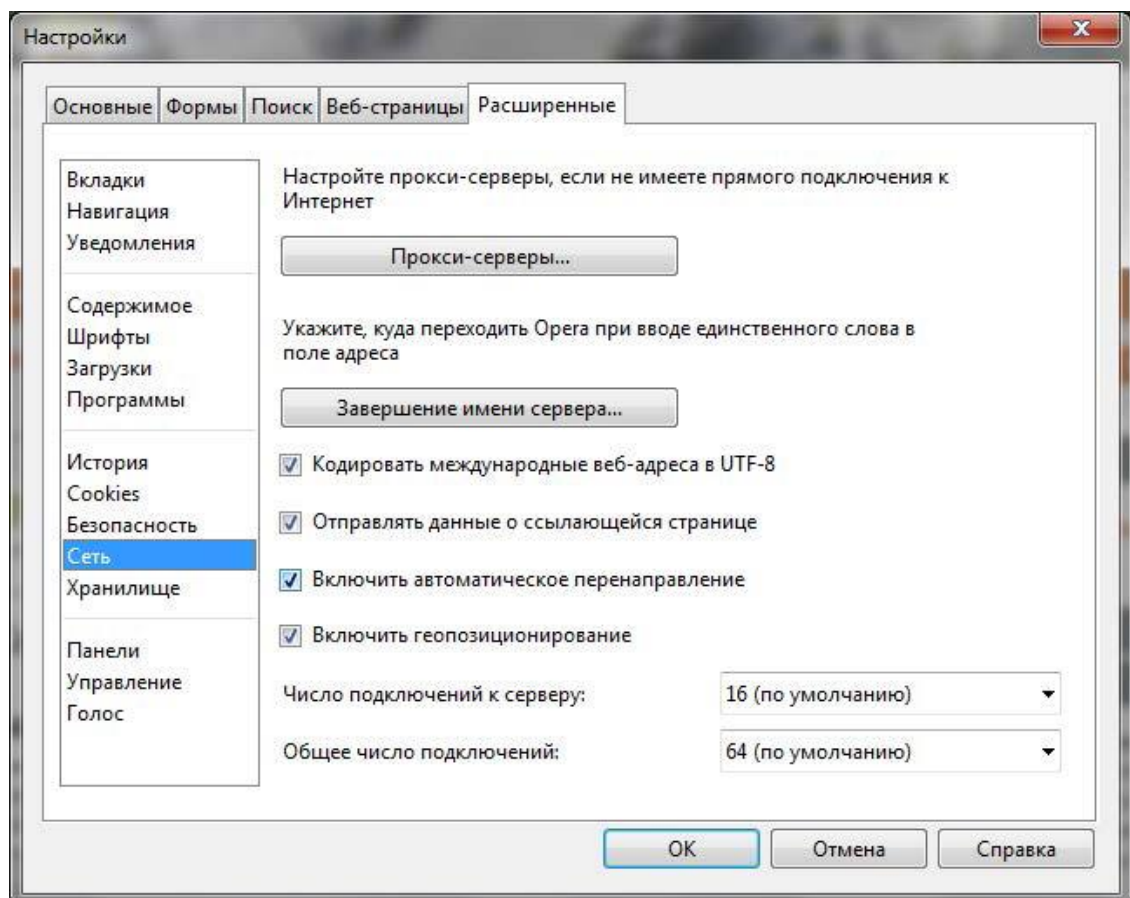 Настройки
Основные Формы Поиск Веб-страницы Расширенные
Вкладки
Навигация
Уведомления
Содержимое
Шрифты
Загрузки
Программы
История
Cookies
Безопасность
Сеть
Хранилище
Панели
Управление
Голос
Настройте прокси-серверы, если не имеете прямого подключения к
Интернет
Прокси-серверы...
Укажите, куда переходить Opera при вводе единственного слова в
поле адреса
Завершение имени сервера...
Кодировать международные веб-адреса в UTF-8
Отправлять данные о ссылающейся странице
Включить автоматическое перенаправление
Включить геопозиционирование
Число подключений к серверу: 16 (по умолчанию)
Общее число подключений: 64 (по умолчанию)
OK Отмена Справка